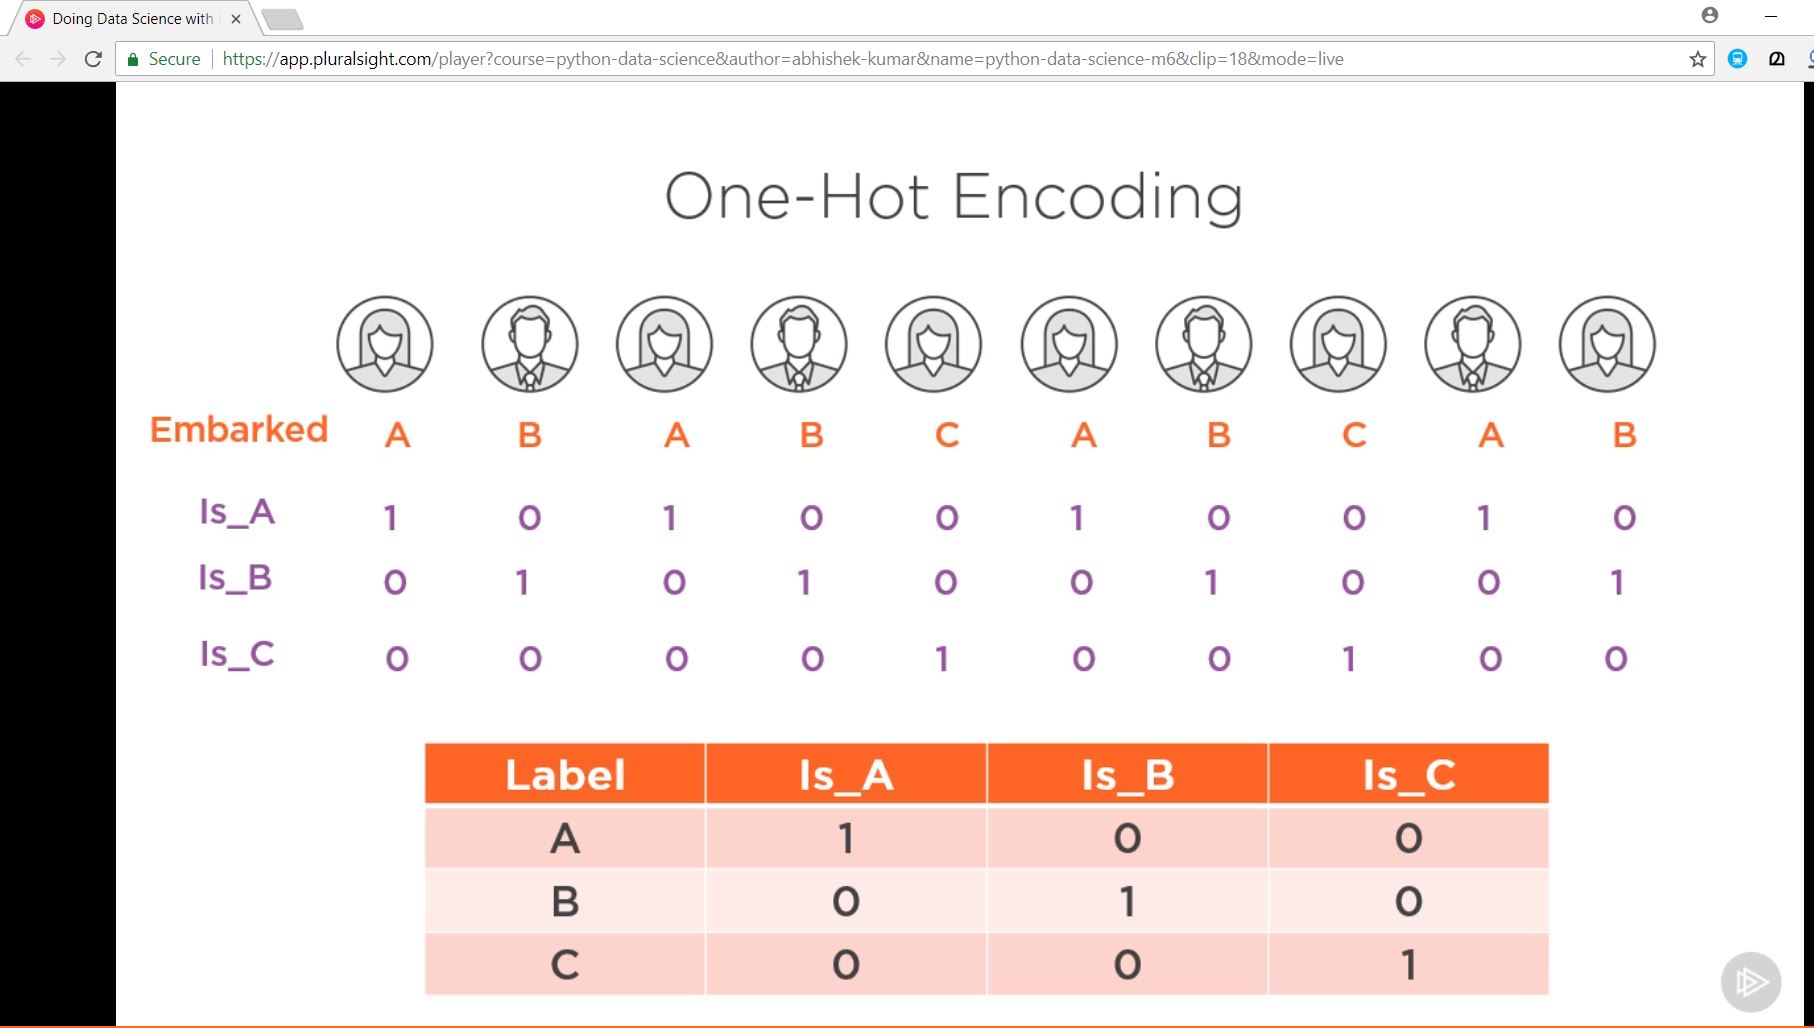 Doing Data Science with
Secure https://app.pluralsight.com/player?course=python-data-science&author=abhishek-kumar&name=python-data-science-m6&clip=18&mode=live
One-Hot Encoding
Embarked A B A B C A B C A B
Is_A 1 0 1 0 0 1 0 0 1 0
Is_B 0 1 0 1 0 0 1 0 0 1
Is_C 0 0 0 0 1 0 0 1 0 0
Label Is_A Is_B Is_C
A 1 0 0
B 0 1 0
C 0 0 1